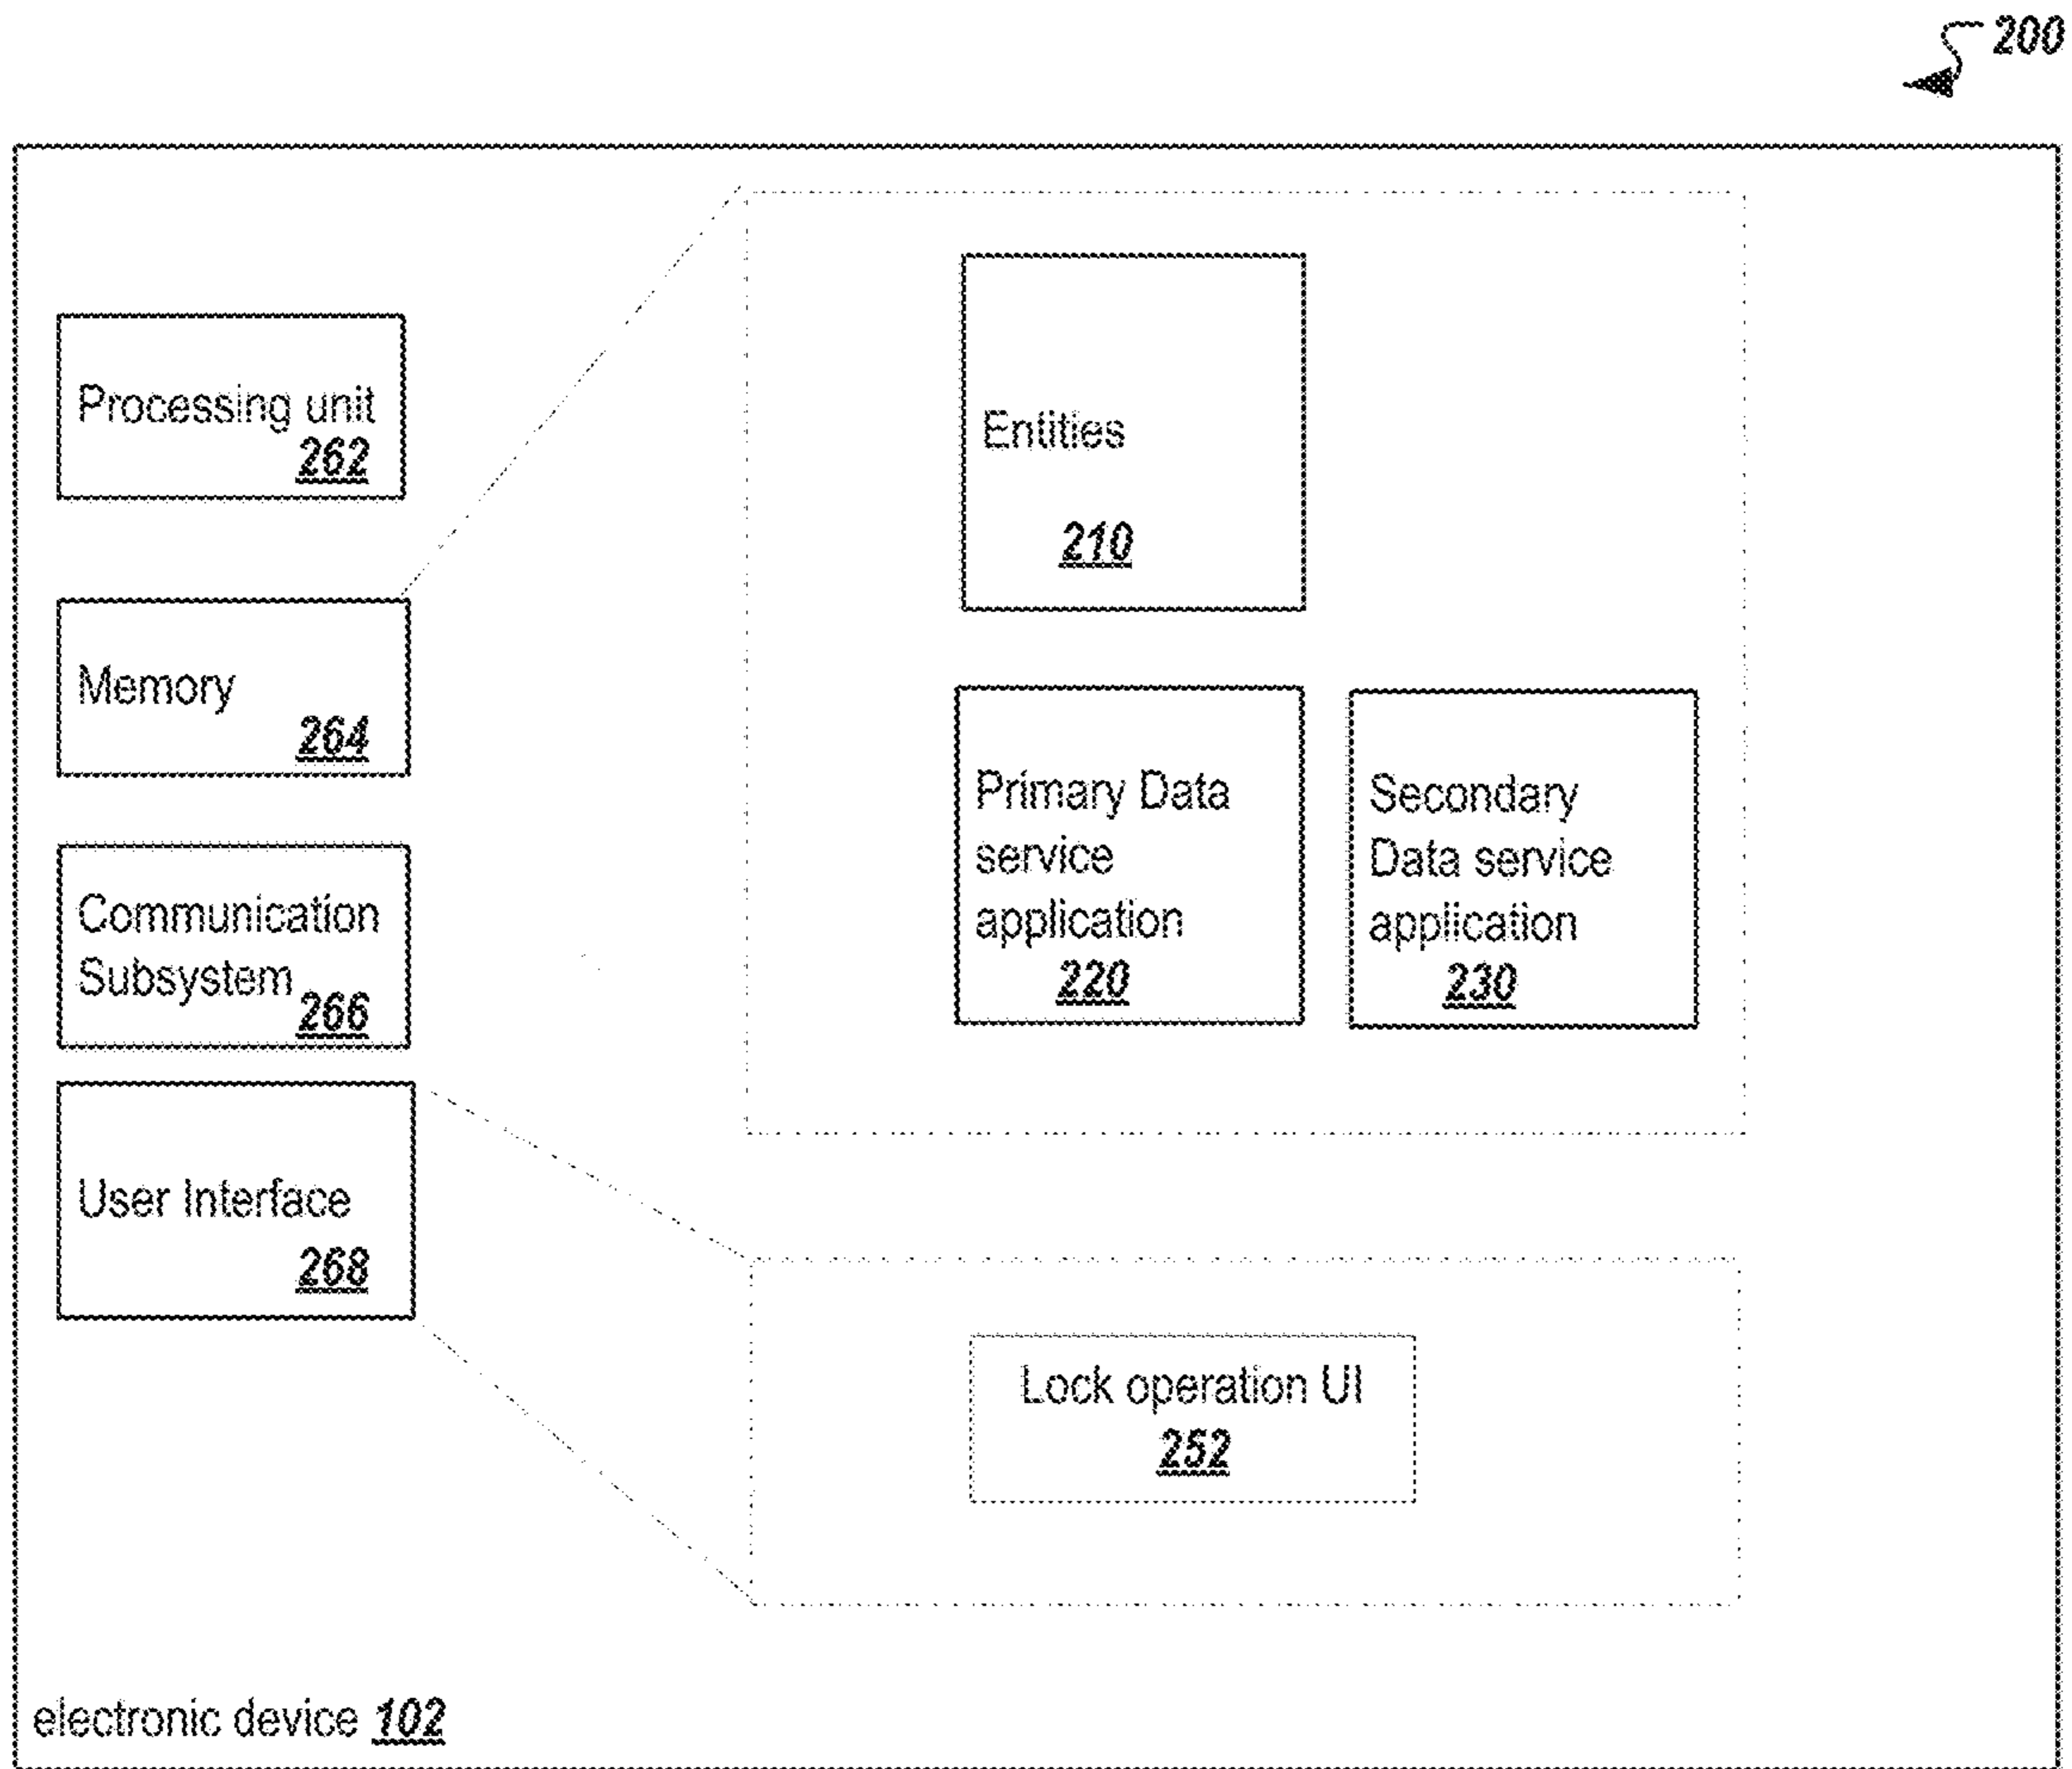 200
Processing unit
262
Memory
264
Communication
Subsystem
266
User Interface
268
Entities
210
Primary Data
service
application
220
Secondary
Data service
application
230
Lock operation UI
252
electronic device 102